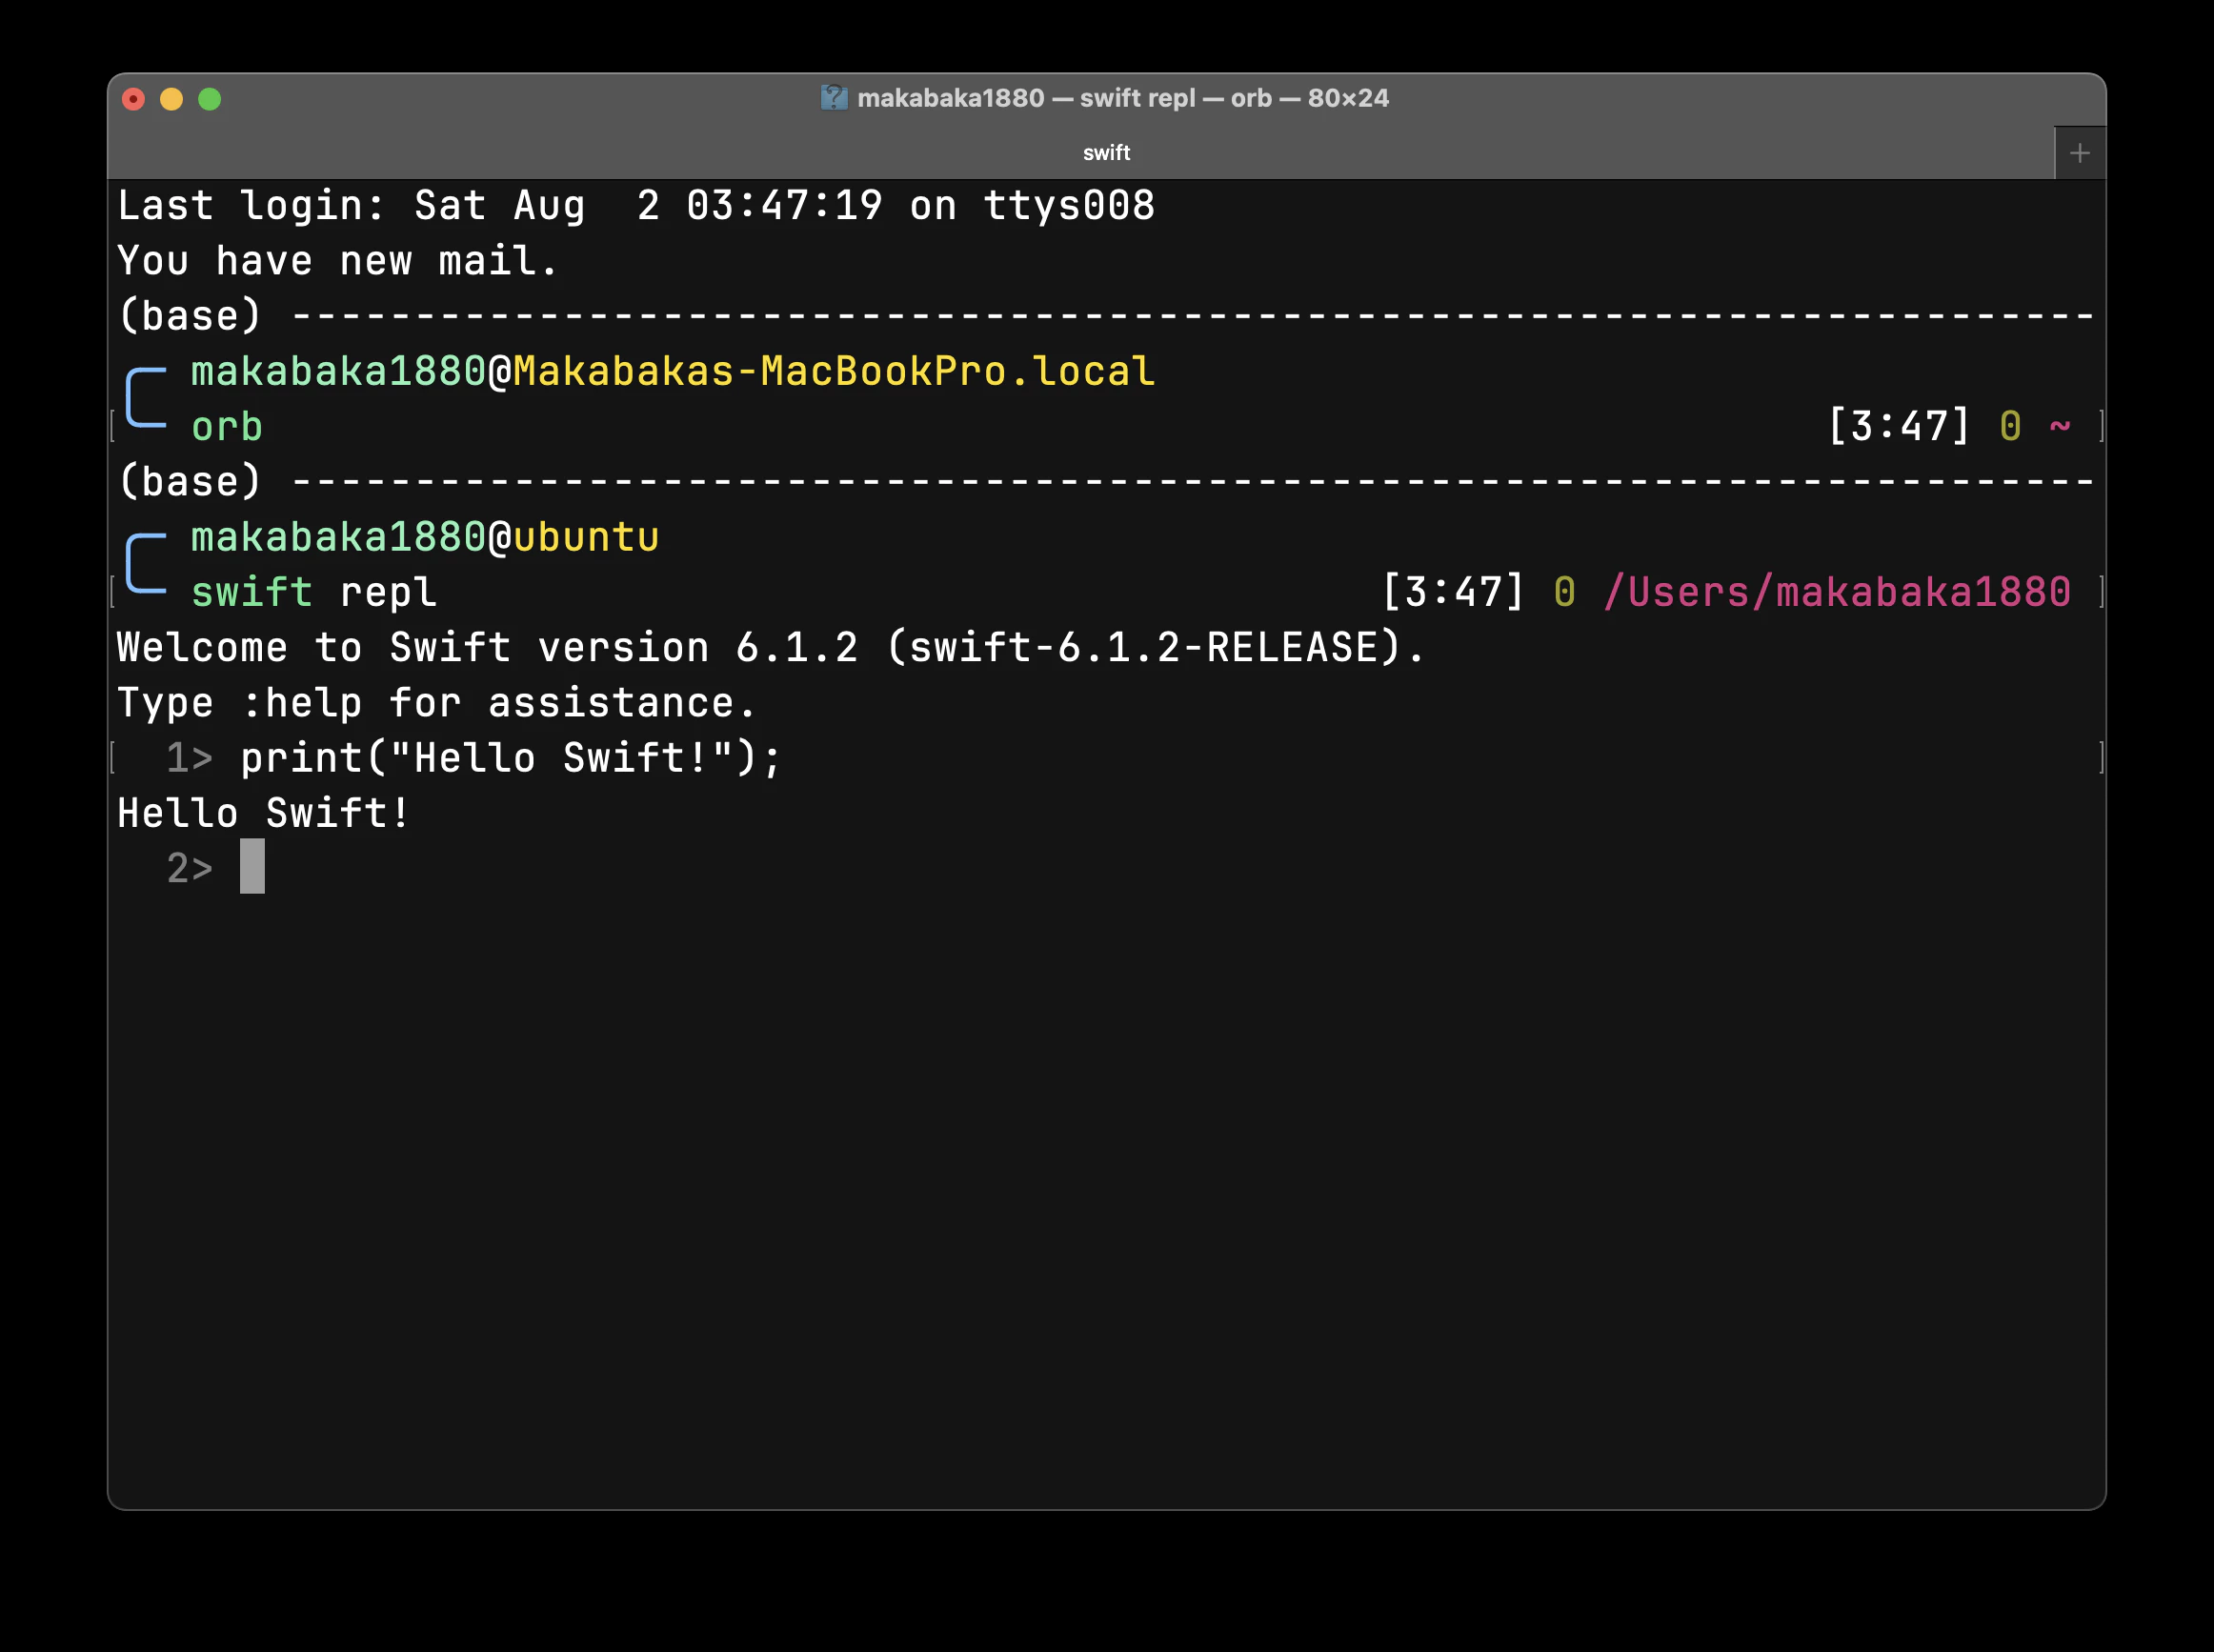 makabaka1880 — swift repl — orb — 80×24
swift
Last login: Sat Aug  2 03:47:19 on ttys008
You have new mail.
(base) -------------------------------------------------------------------------
╭─ makabaka1880@Makabakas-MacBookPro.local
╰─ orb [3:47] 0 ~
(base) -------------------------------------------------------------------------
╭─ makabaka1880@ubuntu
╰─ swift repl [3:47] 0 /Users/makabaka1880
Welcome to Swift version 6.1.2 (swift-6.1.2-RELEASE).
Type :help for assistance.
  1> print("Hello Swift!");
Hello Swift!
  2>